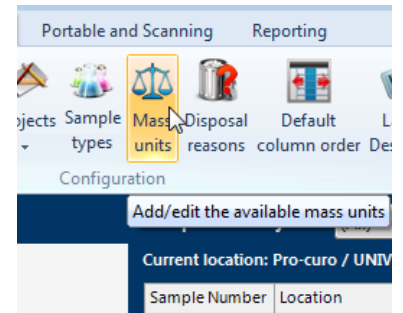 Portable and Scanning Reporting
Sample Mass Disposal Default
types units reasons column order
Configuration
Add/edit the available mass units
Current location: Pro-curo / UNIV
Sample Number Location